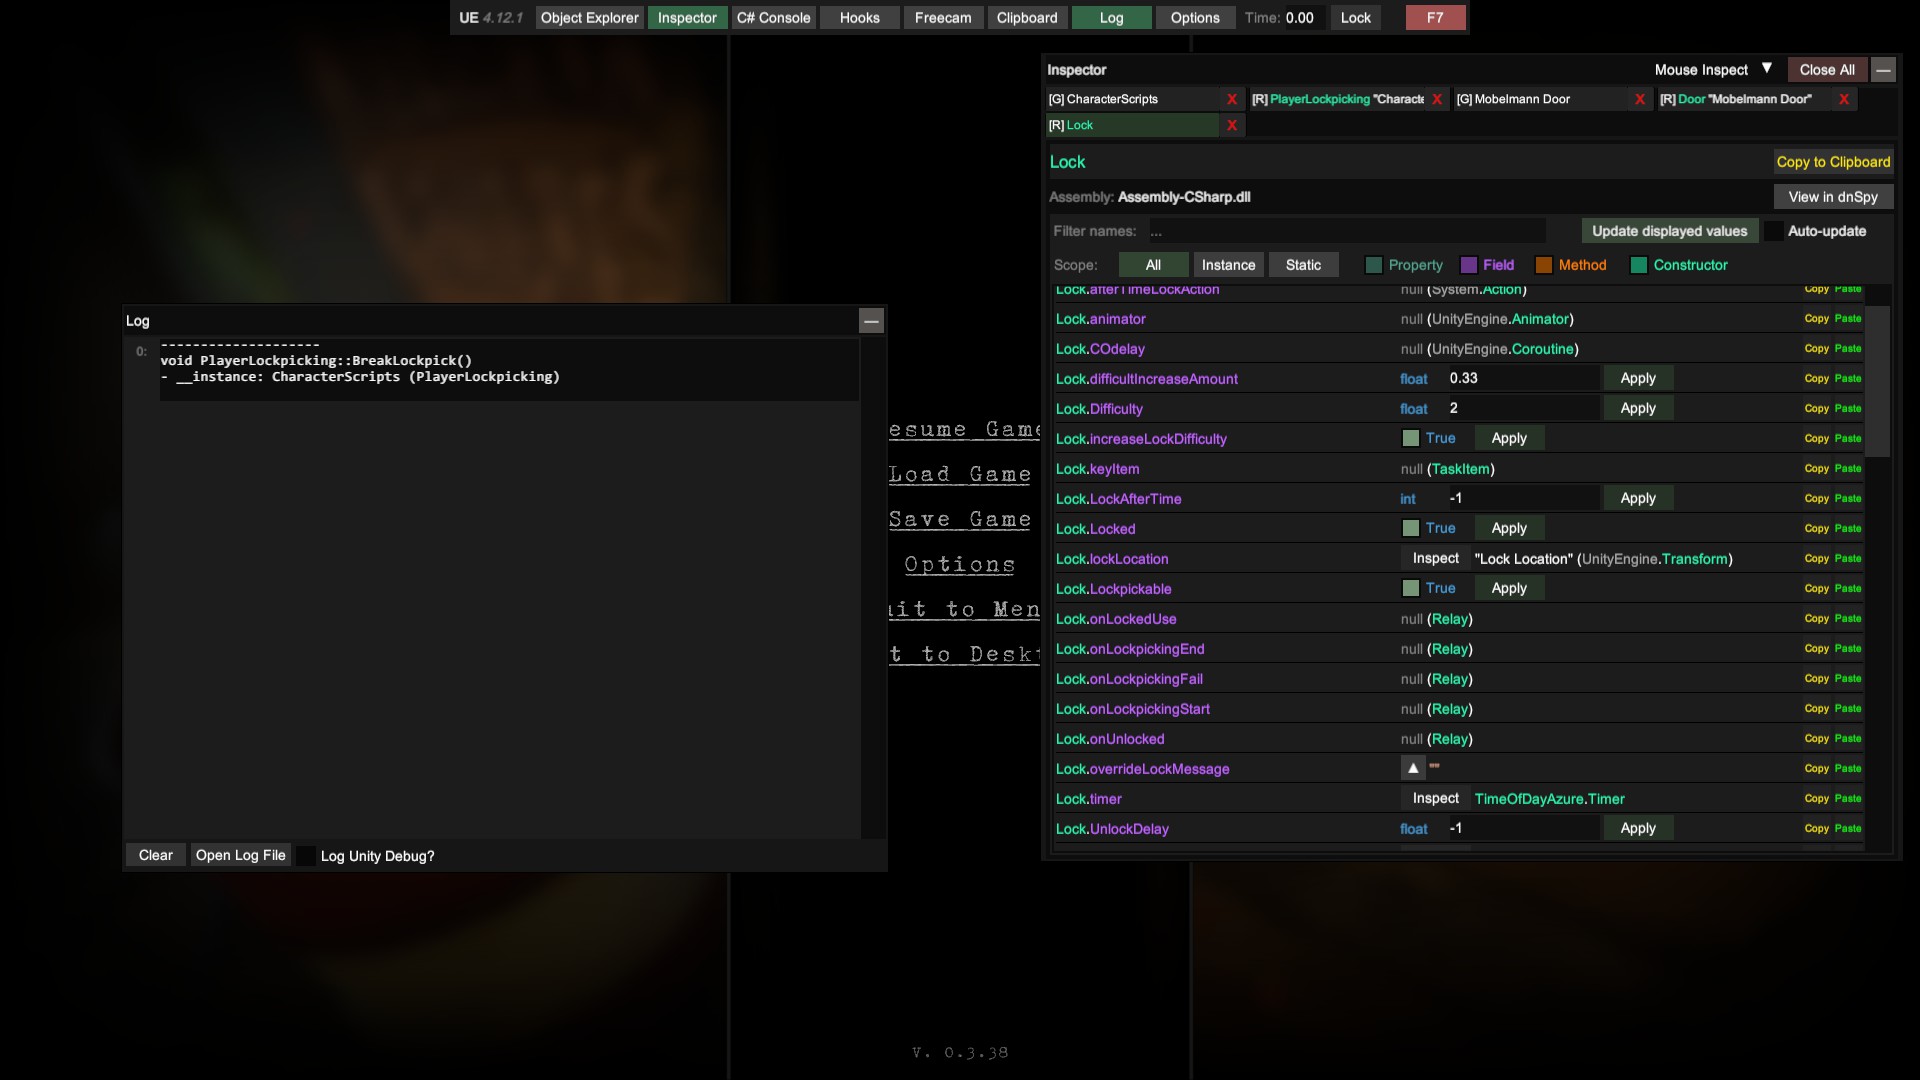 UE 4.12.1 Object Explorer Inspector C# Console Hooks Freecam Clipboard Log Options Time: 0.00 Lock F7
Inspector Mouse Inspect ▼ Close All —
[G] CharacterScripts X [R] PlayerLockpicking "Characte X [G] Mobelmann Door X [R] Door "Mobelmann Door" X
[R] Lock X
Lock Copy to Clipboard
Assembly: Assembly-CSharp.dll View in dnSpy
Filter names: ... Update displayed values Auto-update
Scope: All Instance Static Property Field Method Constructor
Lock.afterTimeLockAction null (System.Action) Copy Paste
Lock.animator null (UnityEngine.Animator) Copy Paste
Lock.COdelay null (UnityEngine.Coroutine) Copy Paste
Lock.difficultIncreaseAmount float 0.33 Apply Copy Paste
Lock.Difficulty float 2 Apply Copy Paste
Lock.increaseLockDifficulty True Apply Copy Paste
Lock.keyItem null (TaskItem) Copy Paste
Lock.LockAfterTime int -1 Apply Copy Paste
Lock.Locked True Apply Copy Paste
Lock.lockLocation Inspect "Lock Location" (UnityEngine.Transform) Copy Paste
Lock.Lockpickable True Apply Copy Paste
Lock.onLockedUse null (Relay) Copy Paste
Lock.onLockpickingEnd null (Relay) Copy Paste
Lock.onLockpickingFail null (Relay) Copy Paste
Lock.onLockpickingStart null (Relay) Copy Paste
Lock.onUnlocked null (Relay) Copy Paste
Lock.overrideLockMessage ▲ "" Copy Paste
Lock.timer Inspect TimeOfDayAzure.Timer Copy Paste
Lock.UnlockDelay float -1 Apply Copy Paste
Log —
0: --------------------
void PlayerLockpicking::BreakLockpick()
- __instance: CharacterScripts (PlayerLockpicking)
Clear Open Log File Log Unity Debug?
esume Game
Load Game
Save Game
Options
uit to Men
t to Deskt
V. 0.3.38